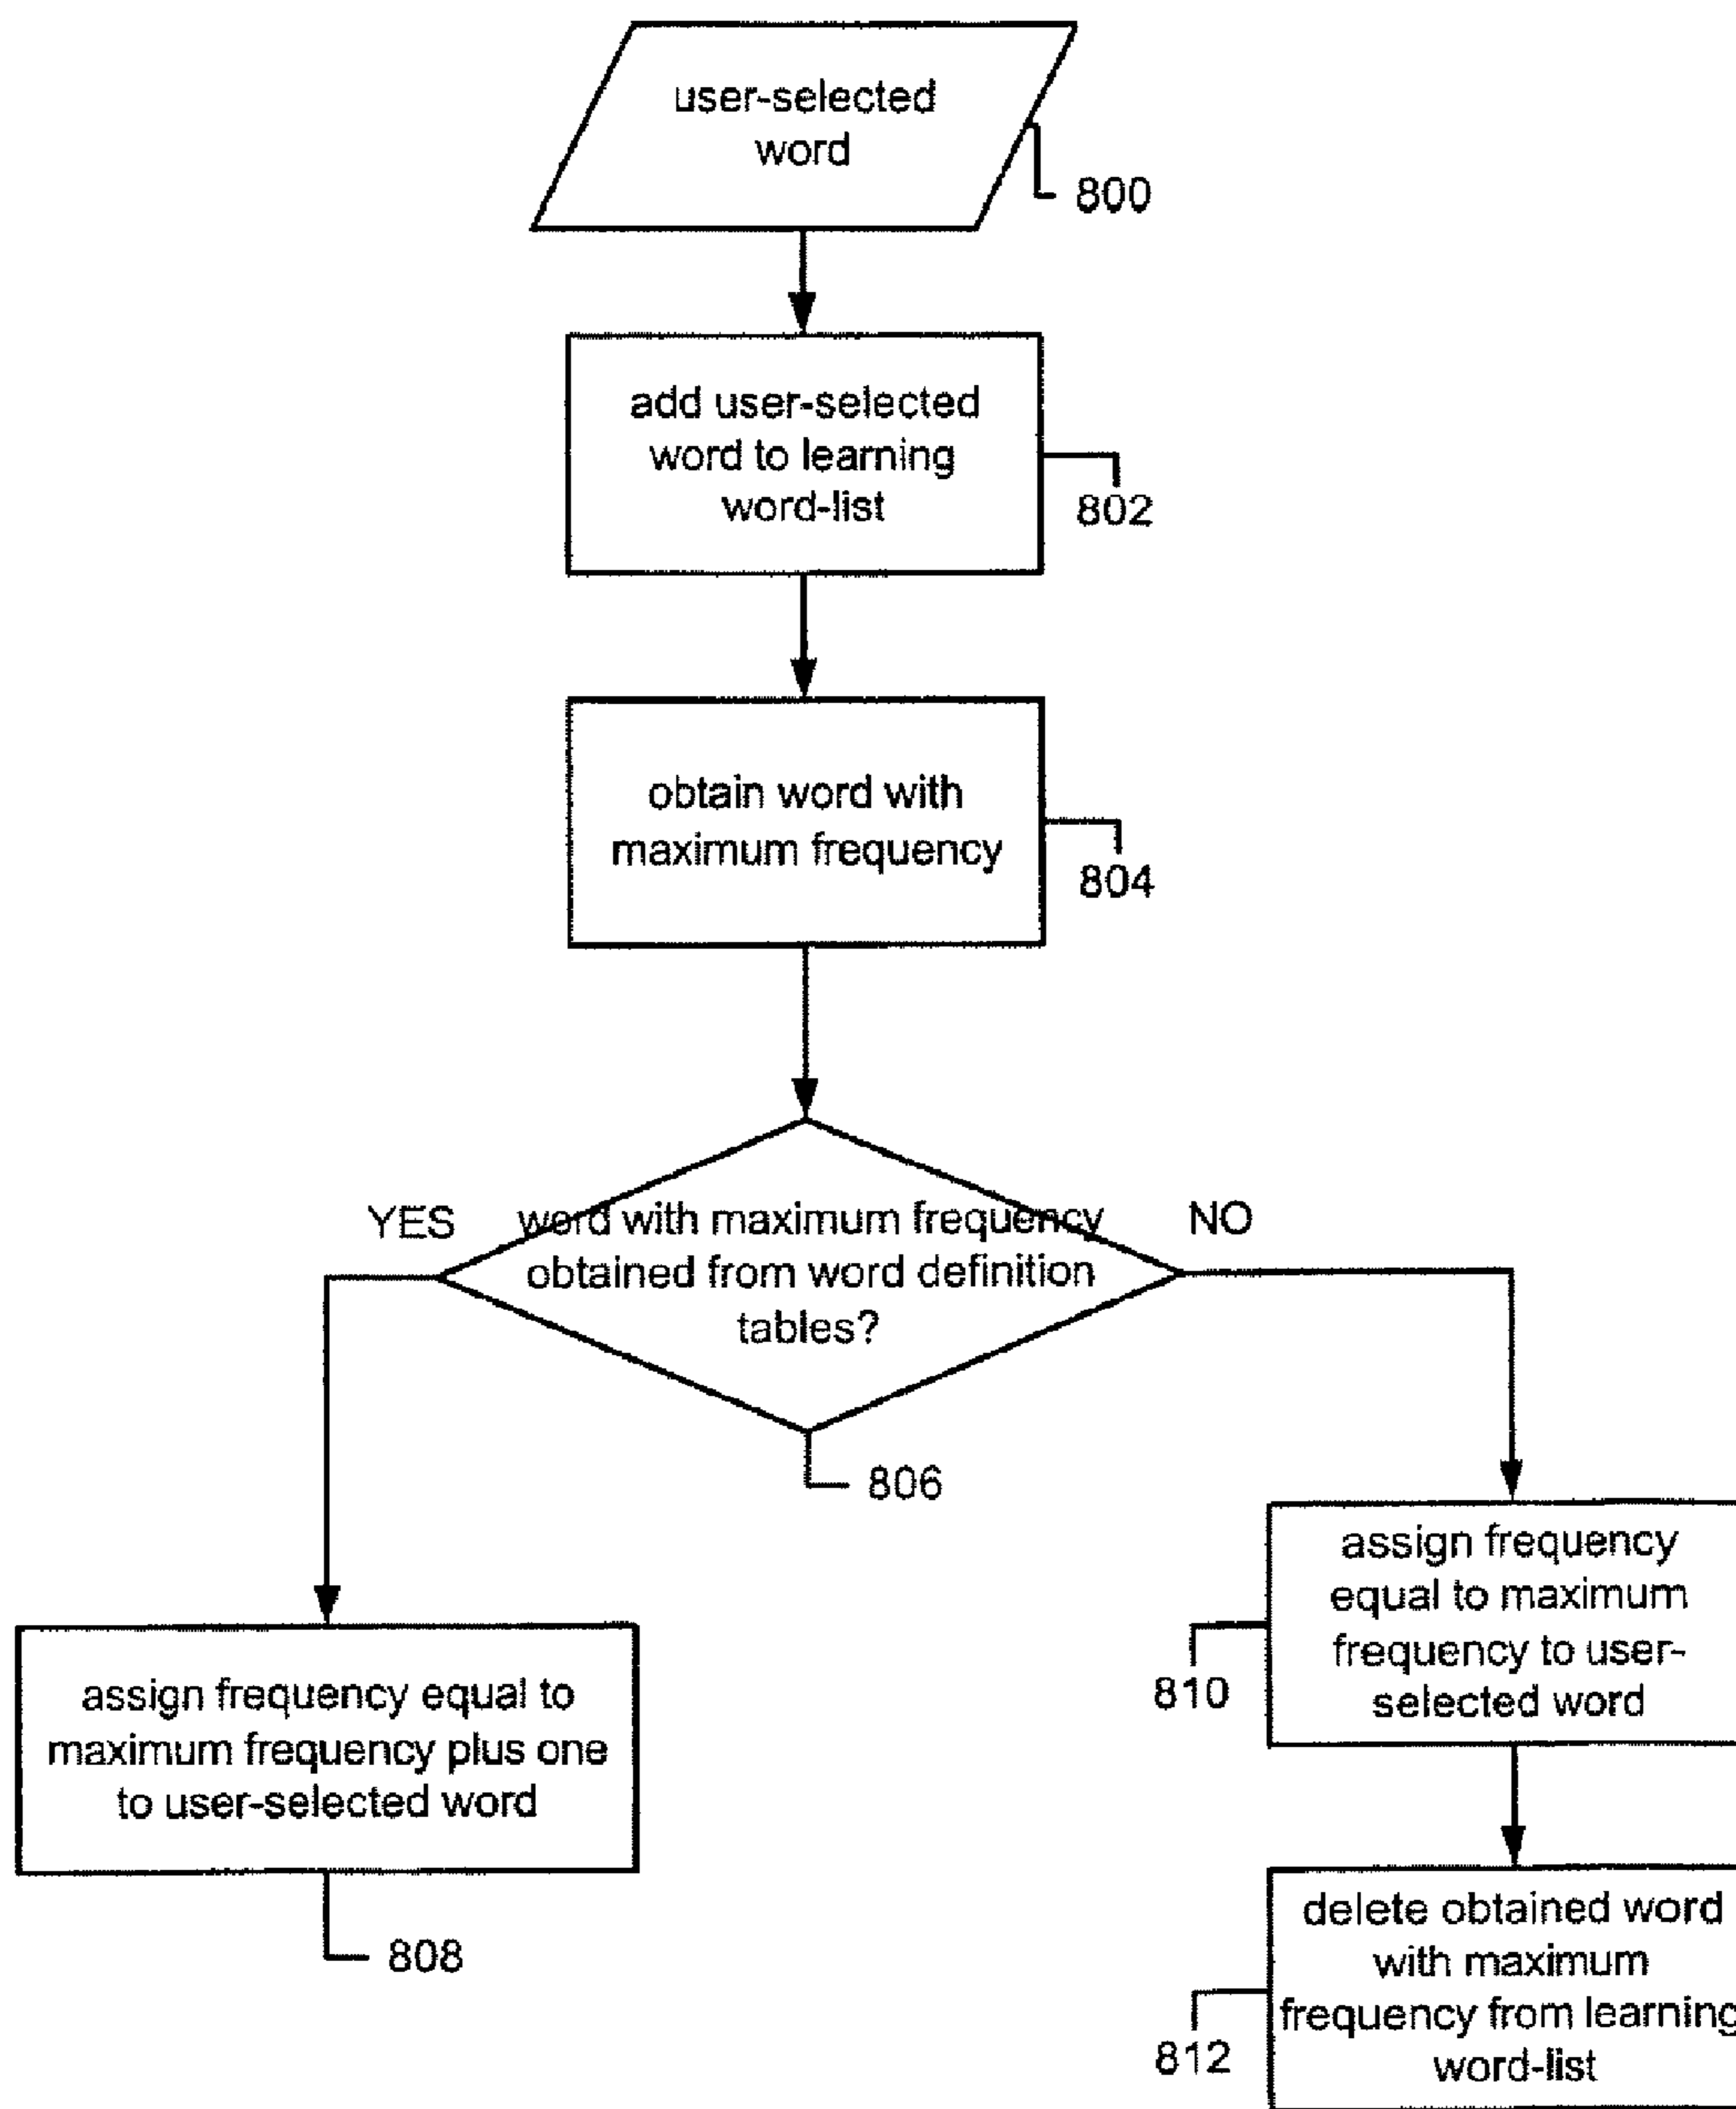 user-selected
word
800
add user-selected
word to learning
word-list
802
obtain word with
maximum frequency
804
YES
word with maximum frequency
NO
obtained from word definition
tables?
806
assign frequency
equal to maximum
frequency to user-
selected word
810
assign frequency equal to
maximum frequency plus one
to user-selected word
808
delete obtained word
with maximum
frequency from learning
word-list
812